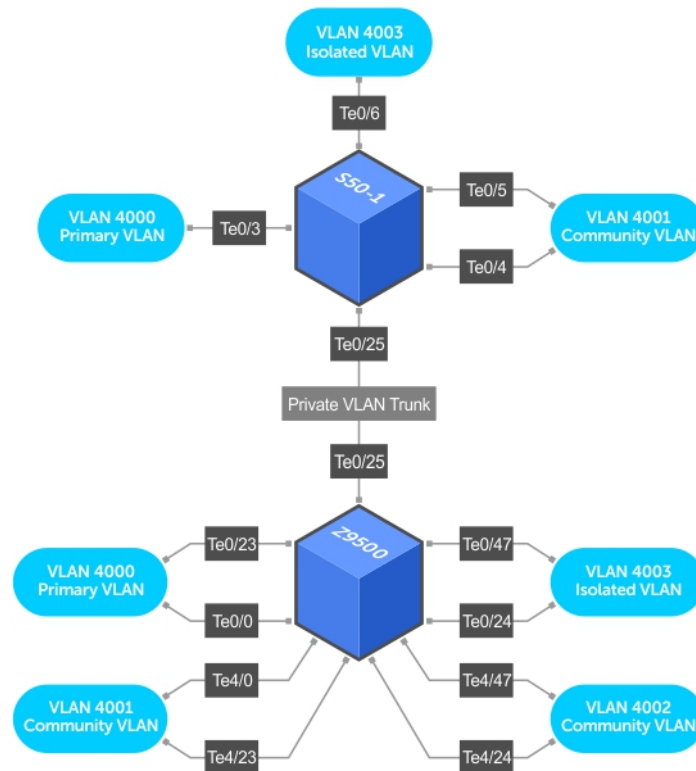 VLAN 4003
Isolated VLAN
Te0/6
S50-1
Te0/5
VLAN 4000
Primary VLAN
Te0/3
VLAN 4001
Community VLAN
Te0/4
Te0/25
Private VLAN Trunk
Te0/25
Z9500
Te0/23
Te0/47
VLAN 4000
Primary VLAN
VLAN 4003
Isolated VLAN
Te0/0
Te0/24
Te4/0
Te4/47
VLAN 4001
Community VLAN
VLAN 4002
Community VLAN
Te4/23
Te4/24